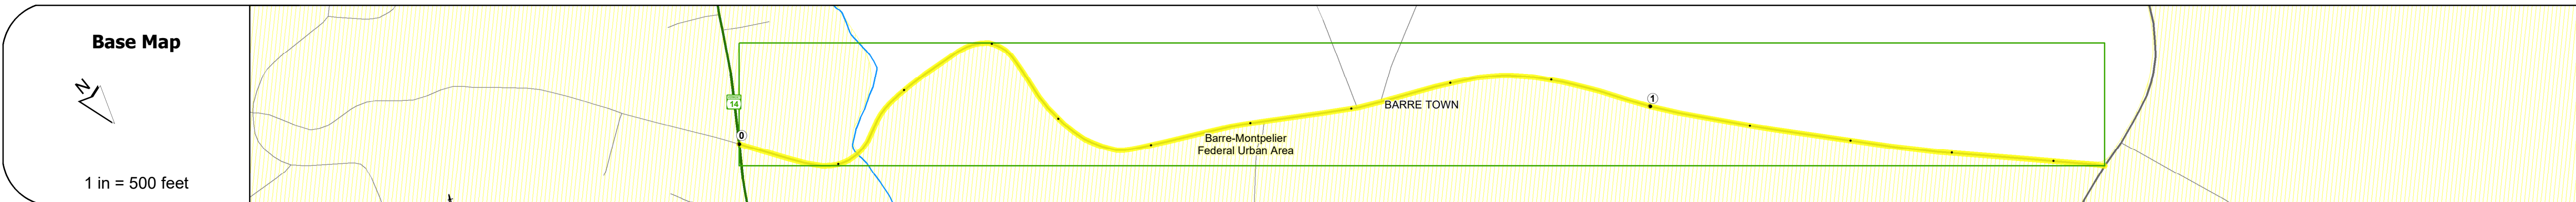 Base Map
N
1 in = 500 feet
14
0
1
BARRE TOWN
Barre-Montpelier
Federal Urban Area